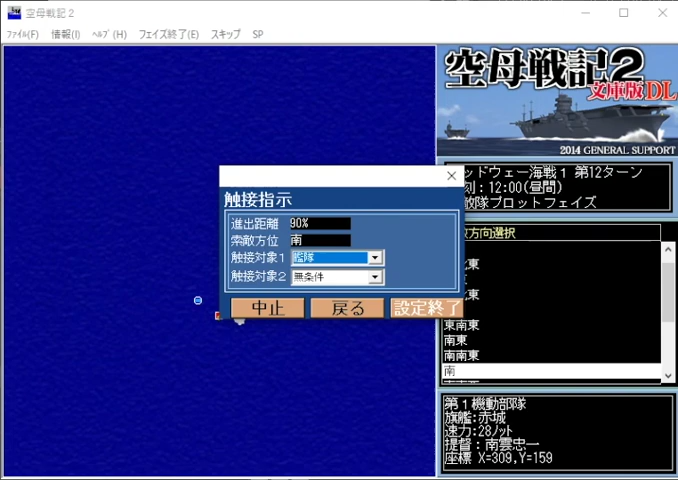 空母戦記2
ﾌｧｲﾙ(F) 情報(I) ﾍﾙﾌﾟ(H) フェイズ終了(E) スキップ SP
空母戦記2
文庫版DL
2014 GENERAL SUPPORT
ッドウェー海戦1 第12ターン
刻:12:00(昼間)
敵隊プロットフェイズ
触接指示
進出距離 90%
索敵方位 南
触接対象1 艦隊
触接対象2 無条件
中止 戻る 設定終了
方向選択
北東
東南東
南東
南南東
南
第1機動部隊
旗艦:赤城
速力:28ﾉｯﾄ
提督:南雲忠一
座標 X=309,Y=159